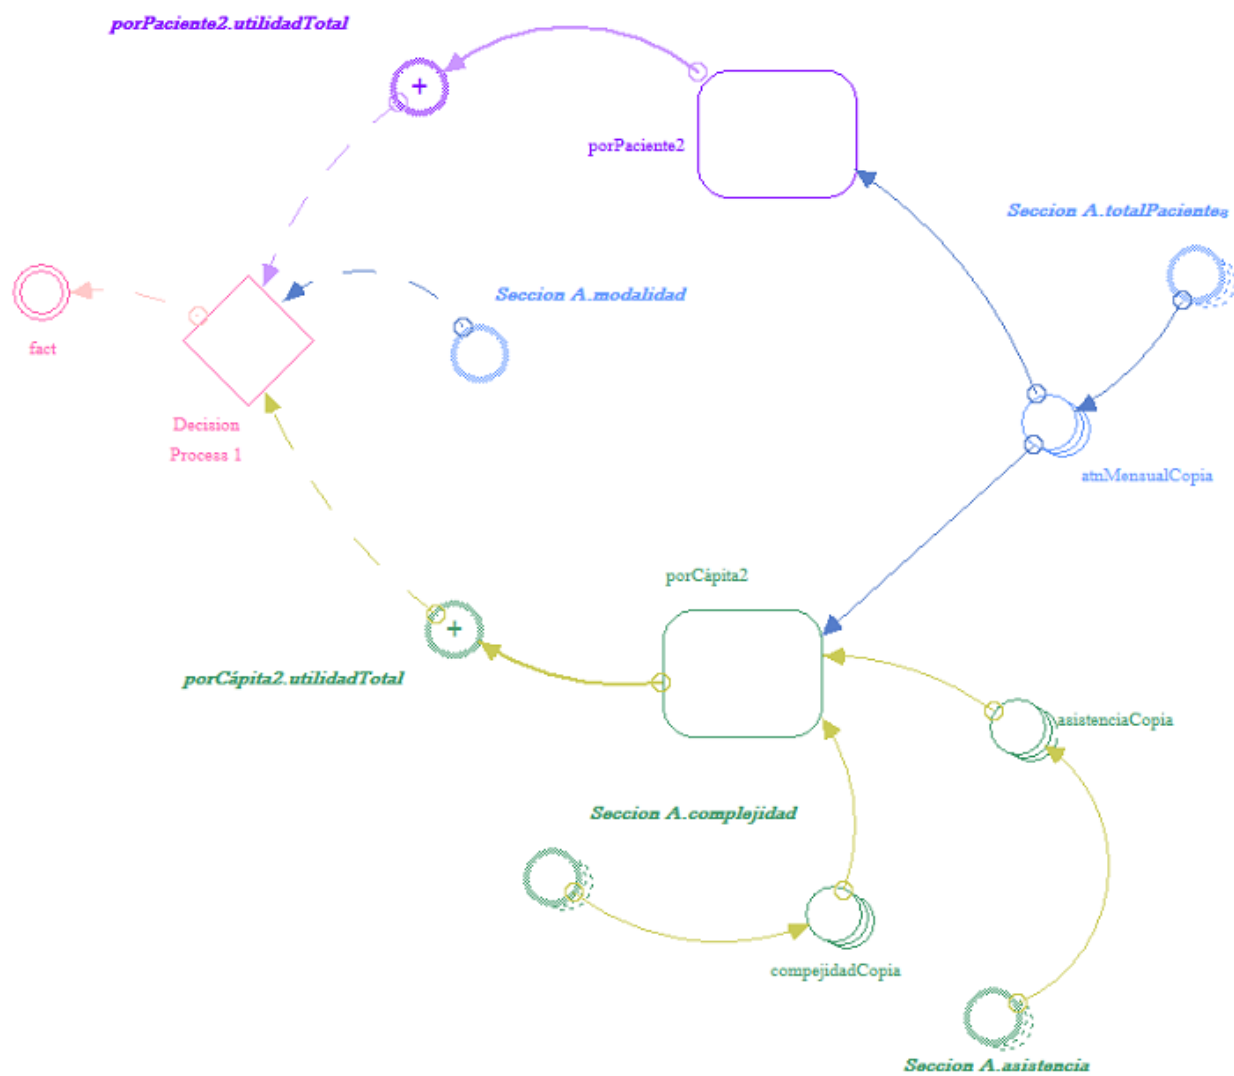 porPaciente2.utilidadTotal
+
porPaciente2
Seccion A.totalPacientes
Seccion A.modalidad
fact
Decision
Process 1
atnMensualCopia
porCápita2
+
porCápita2.utilidadTotal
asistenciaCopia
Seccion A.complejidad
compejidadCopia
Seccion A.asistencia